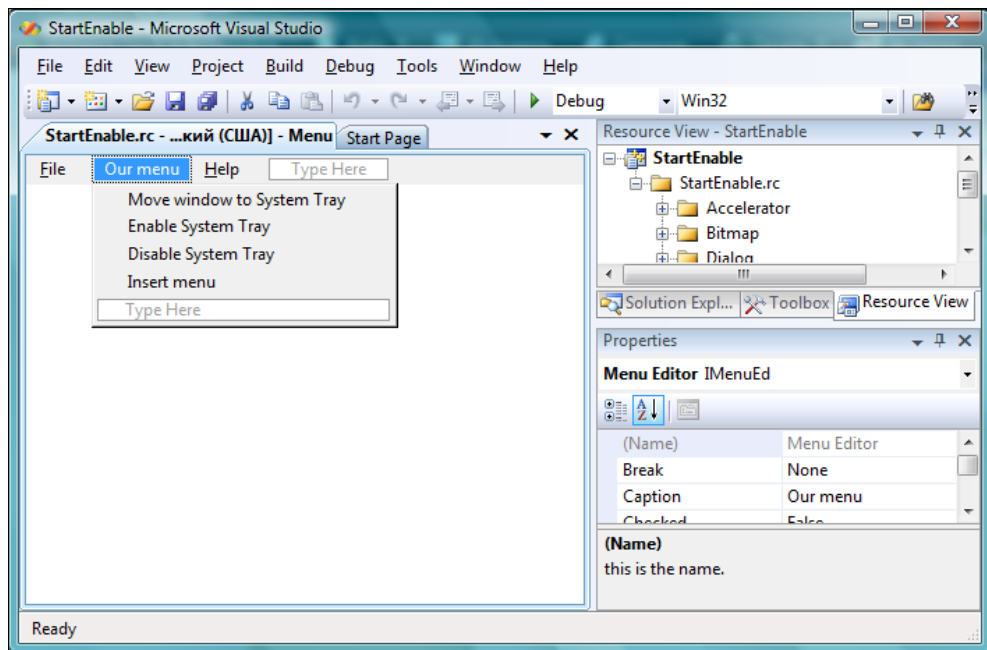 StartEnable - Microsoft Visual Studio
File Edit View Project Build Debug Tools Window Help
Debug Win32
StartEnable.rc - ...кий (США)] - Menu Start Page
File Our menu Help Type Here
Move window to System Tray
Enable System Tray
Disable System Tray
Insert menu
Type Here
Resource View - StartEnable
StartEnable
StartEnable.rc
Accelerator
Bitmap
Dialog
Solution Expl... Toolbox Resource View
Properties
Menu Editor IMenuEd
(Name) Menu Editor
Break None
Caption Our menu
Checked False
(Name)
this is the name.
Ready